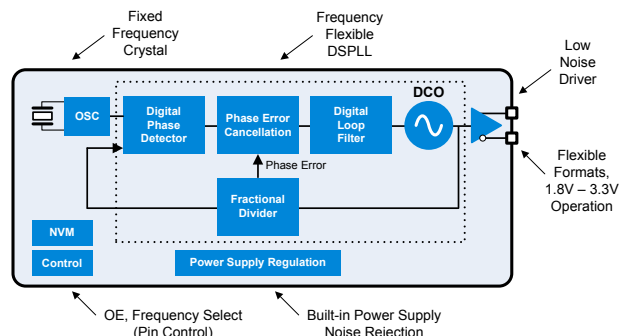 Fixed
Frequency
Crystal
Frequency
Flexible
DSPLL
Low
Noise
Driver
OSC
Digital
Phase
Detector
Phase Error
Cancellation
Digital
Loop
Filter
DCO
Phase Error
Fractional
Divider
Flexible
Formats,
1.8V – 3.3V
Operation
NVM
Control
Power Supply Regulation
OE, Frequency Select
(Pin Control)
Built-in Power Supply
Noise Rejection